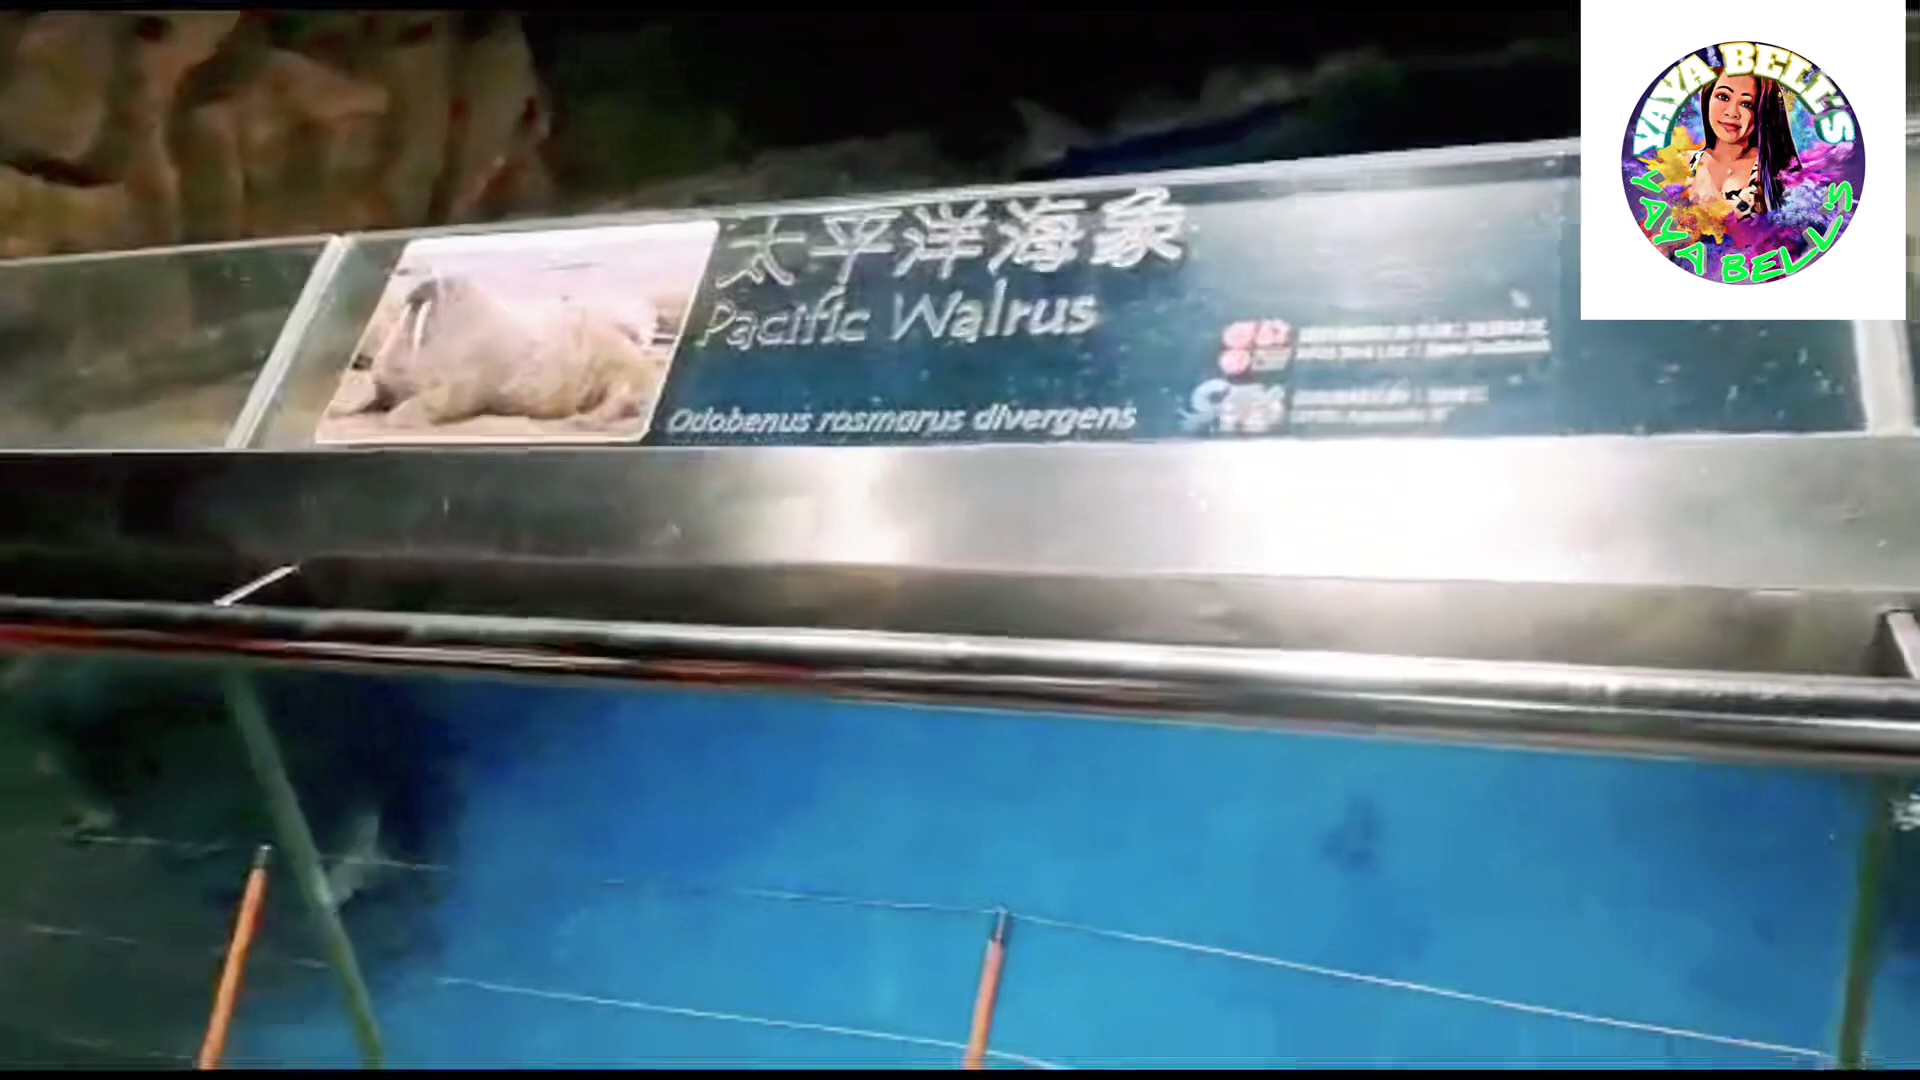 太平洋海象
Pacific Walrus
Odobenus rosmarus divergens
YAYA BELL'S
YAYA BELL'S